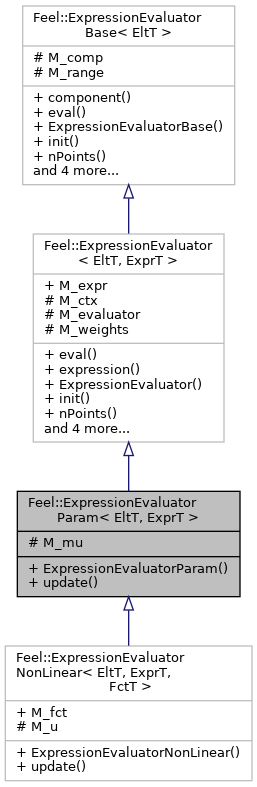 Feel::ExpressionEvaluator
Base< EltT >
# M_comp
# M_range
+ component()
+ eval()
+ ExpressionEvaluatorBase()
+ init()
+ nPoints()
and 4 more...
Feel::ExpressionEvaluator
< EltT, ExprT >
+ M_expr
# M_ctx
# M_evaluator
# M_weights
+ eval()
+ expression()
+ ExpressionEvaluator()
+ init()
+ nPoints()
and 4 more...
Feel::ExpressionEvaluator
Param< EltT, ExprT >
# M_mu
+ ExpressionEvaluatorParam()
+ update()
Feel::ExpressionEvaluator
NonLinear< EltT, ExprT,
FctT >
+ M_fct
# M_u
+ ExpressionEvaluatorNonLinear()
+ update()